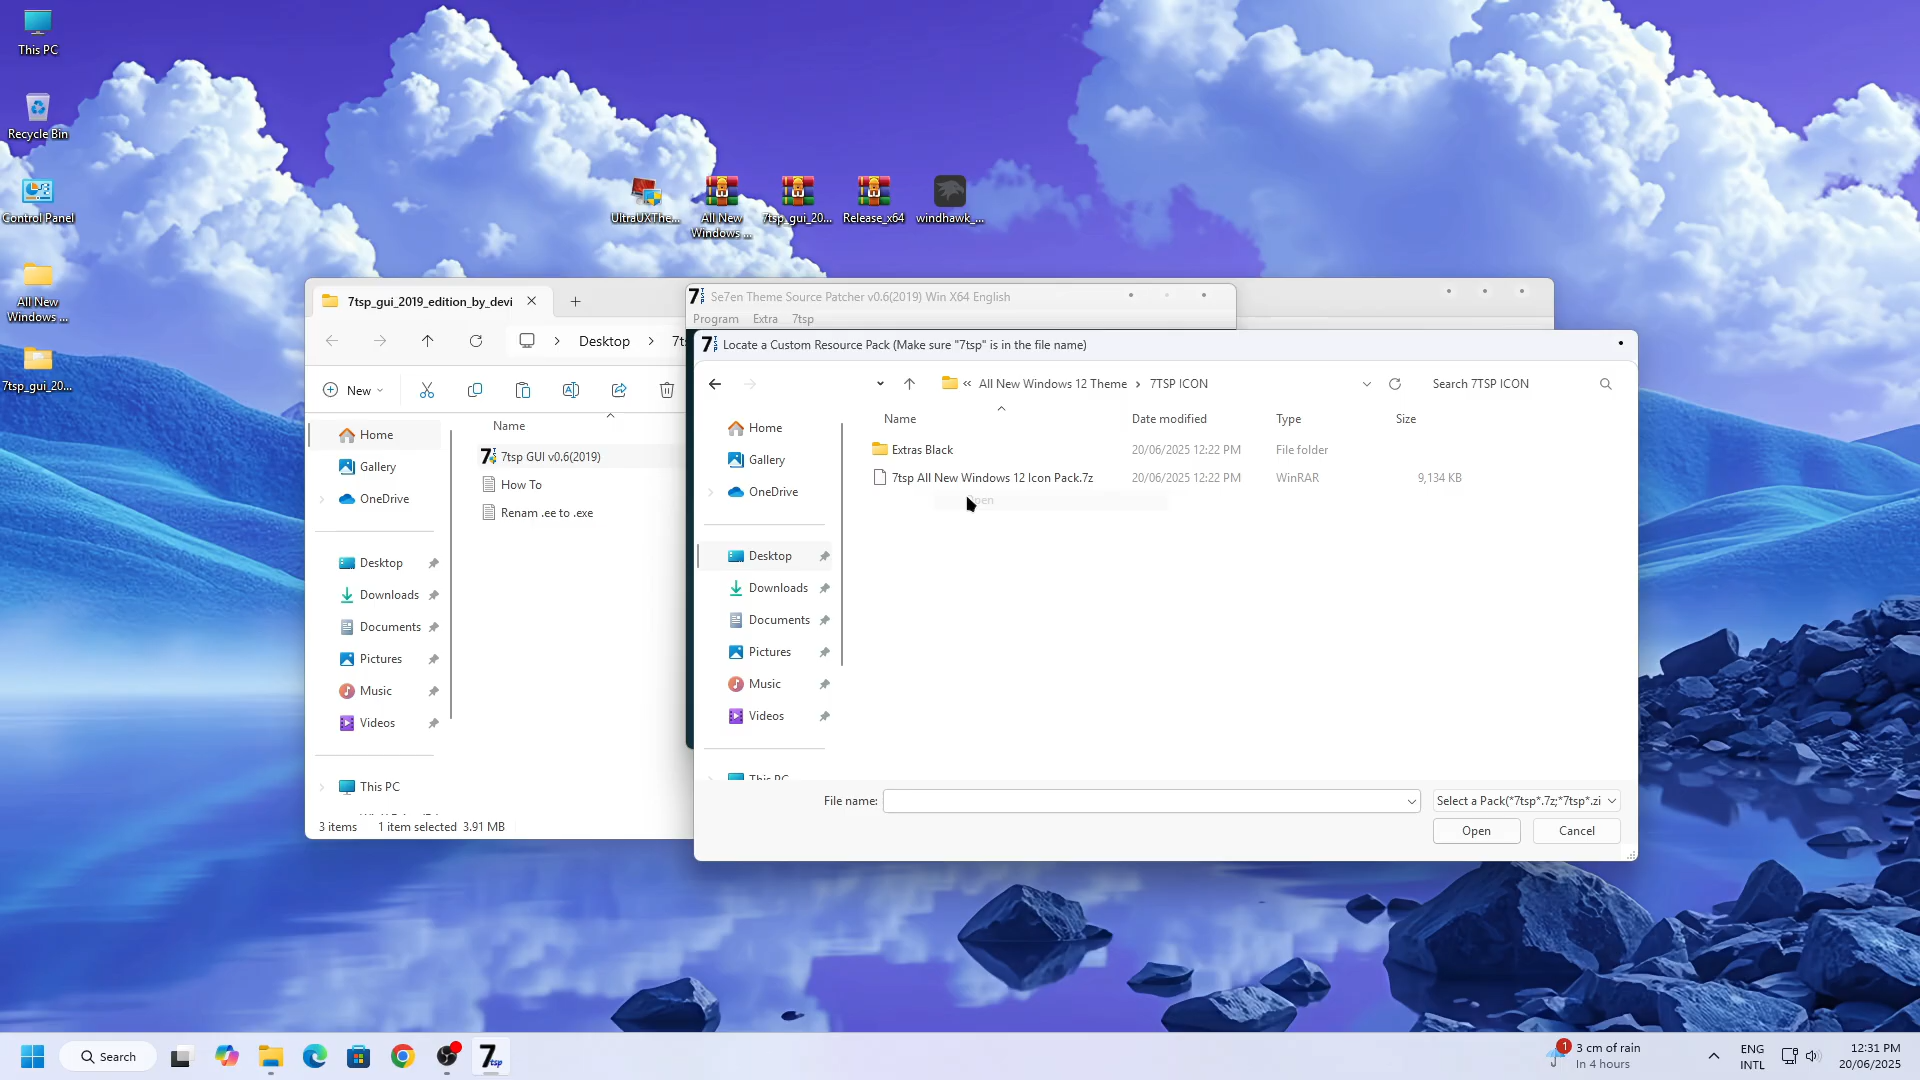 This PC
Recycle Bin
Control Panel
All New
Windows ...
7tsp_gui_20...
UltraUXThe...
All New
Windows ...
7tsp_gui_20...
Release_x64
windhawk_...
7tsp_gui_2019_edition_by_devi
Desktop
7t
New
Home
Gallery
OneDrive
Desktop
Downloads
Documents
Pictures
Music
Videos
This PC
Name
7tsp GUI v0.6(2019)
How To
Renam .ee to .exe
3 items
1 item selected 3.91 MB
Se7en Theme Source Patcher v0.6(2019) Win X64 English
Program Extra 7tsp
Locate a Custom Resource Pack (Make sure "7tsp" is in the file name)
« All New Windows 12 Theme › 7TSP ICON
Search 7TSP ICON
Home
Gallery
OneDrive
Desktop
Downloads
Documents
Pictures
Music
Videos
This PC
Name Date modified Type Size
Extras Black 20/06/2025 12:22 PM File folder
7tsp All New Windows 12 Icon Pack.7z 20/06/2025 12:22 PM WinRAR 9,134 KB
Open
File name:
Select a Pack(*7tsp*.7z;*7tsp*.zi
Open
Cancel
Search
7tsp
1
3 cm of rain
In 4 hours
ENG
INTL
12:31 PM
20/06/2025